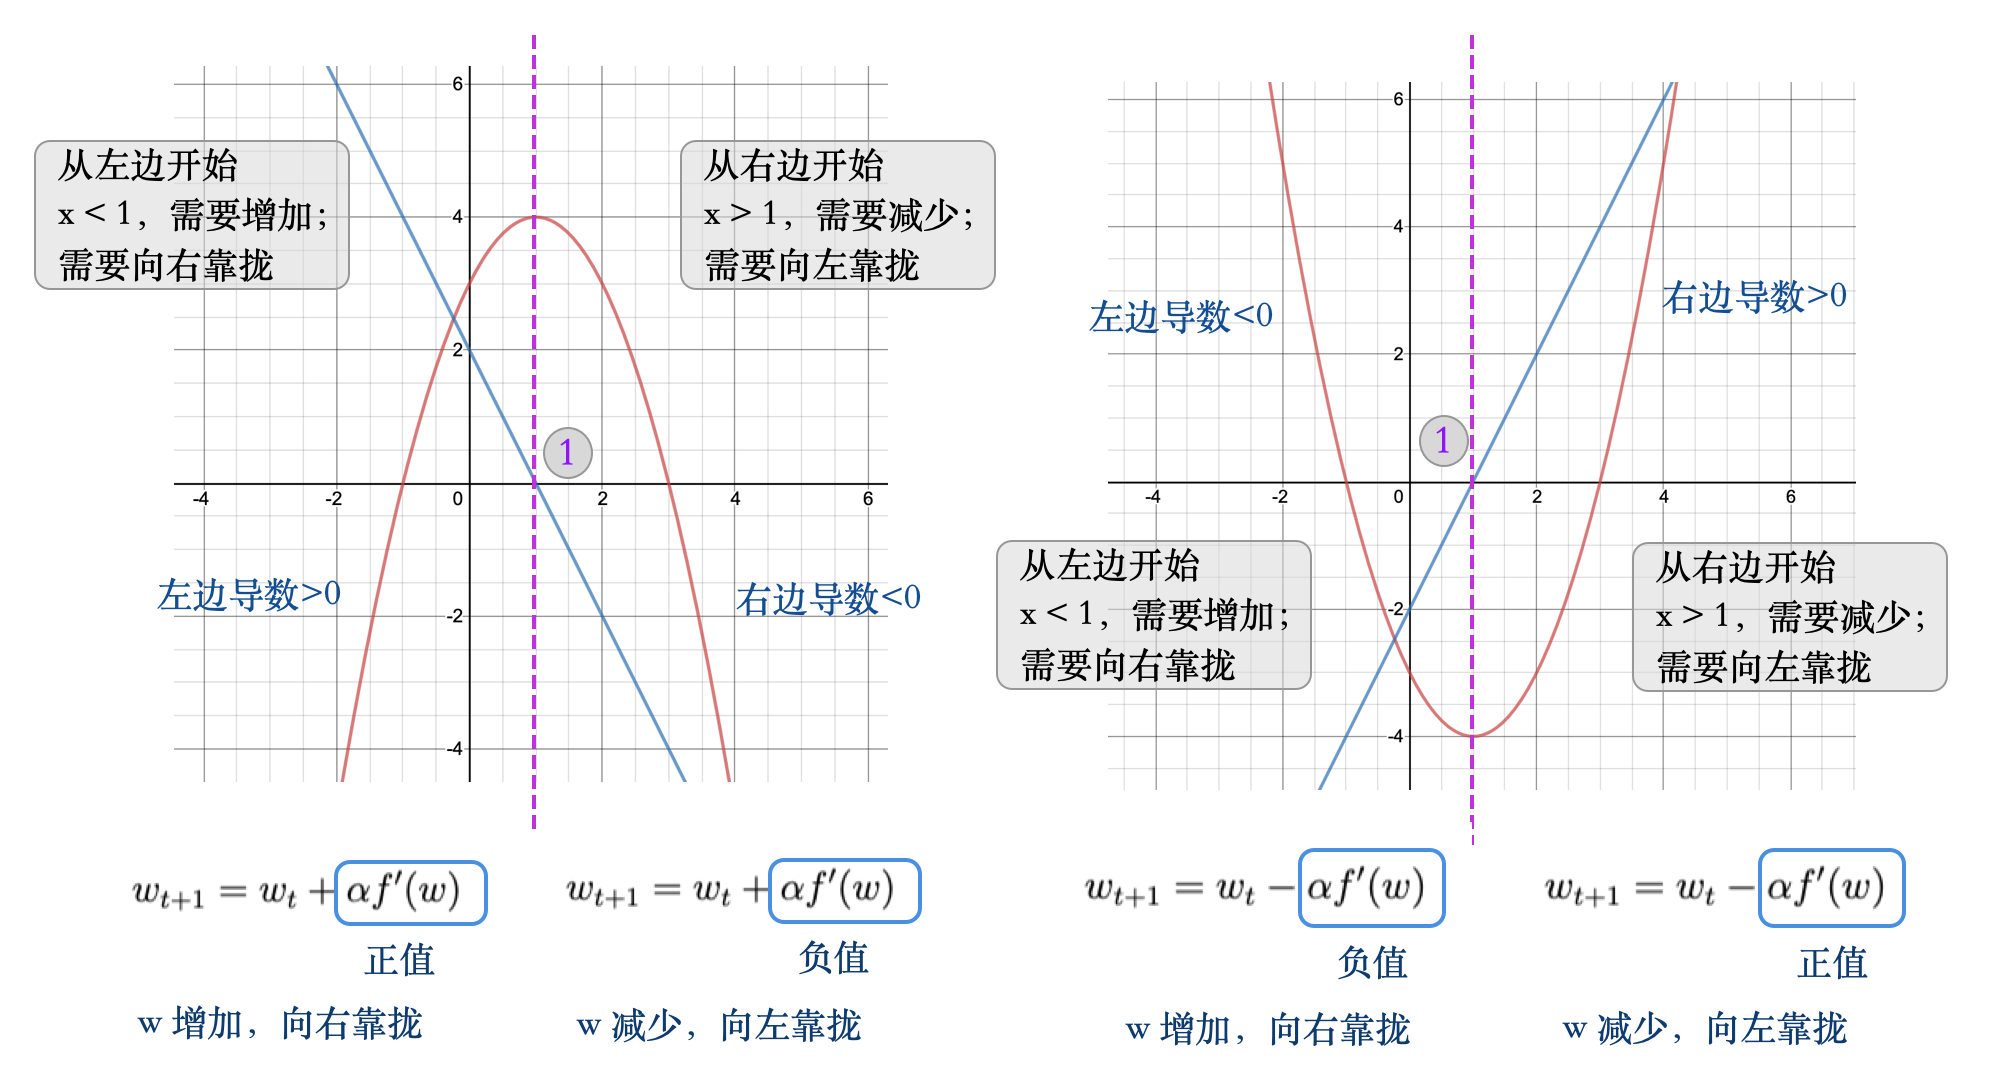 从左边开始
x < 1，需要增加；
需要向右靠拢
从右边开始
x > 1，需要减少；
需要向左靠拢
6
4
2
0
-2
-4
-4
-2
2
4
6
1
左边导数>0
右边导数<0
w_{t+1} = w_t + αf′(w)
正值
w 增加，向右靠拢
w_{t+1} = w_t + αf′(w)
负值
w 减少，向左靠拢
6
4
2
0
-2
-4
-4
-2
2
4
6
1
左边导数<0
右边导数>0
从左边开始
x < 1，需要增加；
需要向右靠拢
从右边开始
x > 1，需要减少；
需要向左靠拢
w_{t+1} = w_t − αf′(w)
负值
w 增加，向右靠拢
w_{t+1} = w_t − αf′(w)
正值
w 减少，向左靠拢